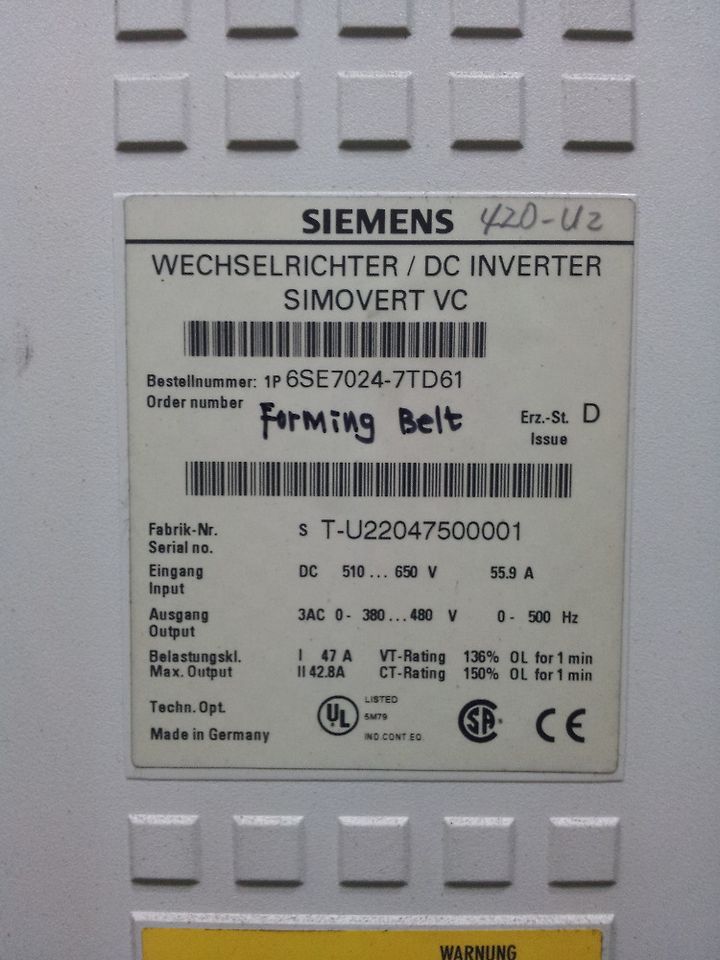 SIEMENS 420-U2
WECHSELRICHTER / DC INVERTER
SIMOVERT VC
Bestellnummer: 1P 6SE7024-7TD61
Order number
Forming Belt
Erz.-St. D
Issue
Fabrik-Nr. S T-U22047500001
Serial no.
Eingang DC 510 ... 650 V 55.9 A
Input
Ausgang 3AC 0 - 380 ... 480 V 0 - 500 Hz
Output
Belastungskl. I 47 A VT-Rating 136% OL for 1 min
Max. Output II 42.8A CT-Rating 150% OL for 1 min
Techn. Opt.
UL LISTED
5M79
IND.CONT.EQ.
SA CE
Made in Germany
WARNUNG